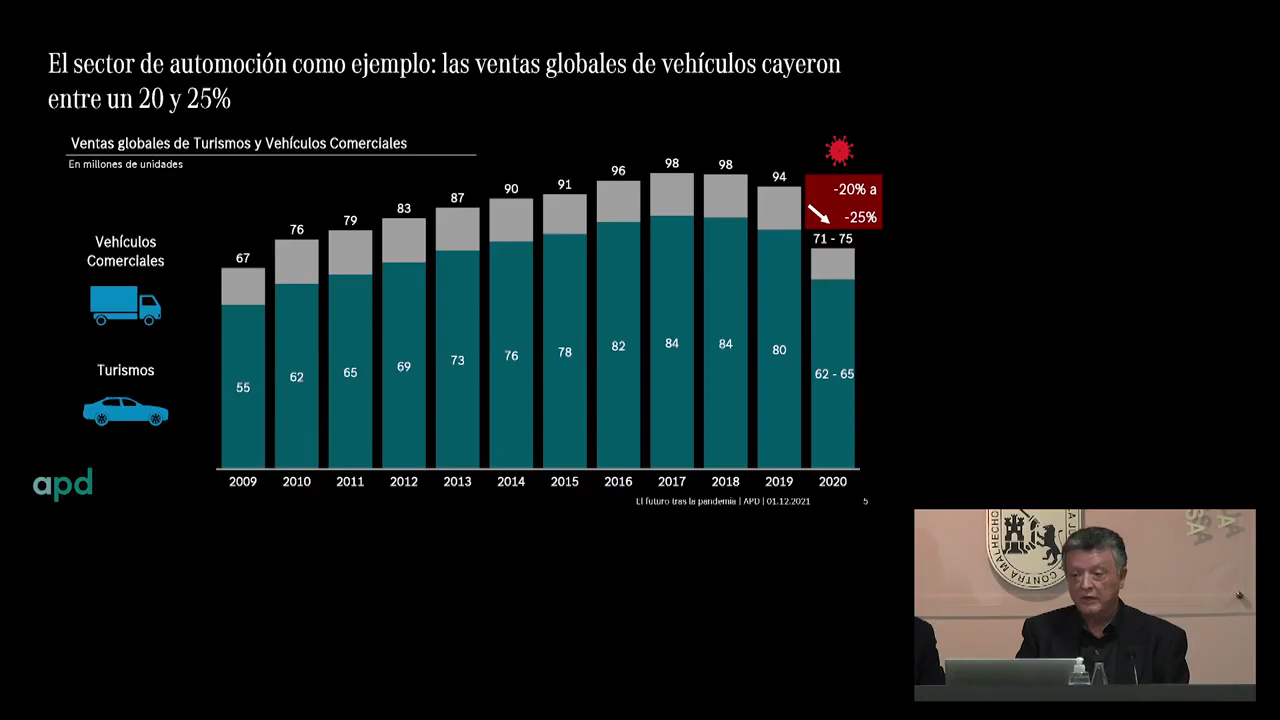 El sector de automoción como ejemplo: las ventas globales de vehículos cayeron
entre un 20 y 25%
Ventas globales de Turismos y Vehículos Comerciales
En millones de unidades
Vehículos
Comerciales
Turismos
67 76 79 83 87 90 91 96 98 98 94
-20% a
-25%
71 - 75
55 62 65 69 73 76 78 82 84 84 80 62 - 65
2009 2010 2011 2012 2013 2014 2015 2016 2017 2018 2019 2020
apd
El futuro tras la pandemia | APD | 01.12.2021 5
MALHECHO
CONTRA